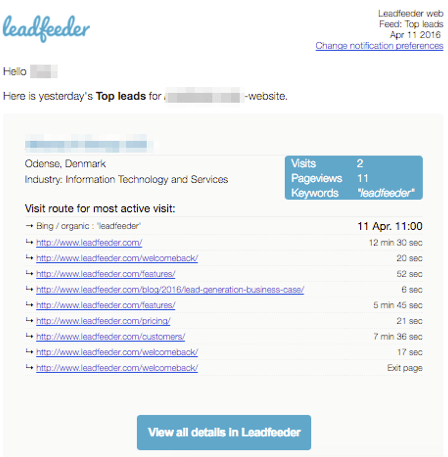 leadfeeder
Leadfeeder web
Feed: Top leads
Apr 11 2016
Change notification preferences
Hello
Here is yesterday's Top leads for -website.
Odense, Denmark
Industry: Information Technology and Services
Visits 2
Pageviews 11
Keywords "leadfeeder"
Visit route for most active visit:
→ Bing / organic : 'leadfeeder' 11 Apr. 11:00
↳ http://www.leadfeeder.com/ 12 min 30 sec
↳ http://www.leadfeeder.com/welcomeback/ 20 sec
↳ http://www.leadfeeder.com/features/ 52 sec
↳ http://www.leadfeeder.com/blog/2016/lead-generation-business-case/ 6 sec
↳ http://www.leadfeeder.com/features/ 5 min 45 sec
↳ http://www.leadfeeder.com/pricing/ 21 sec
↳ http://www.leadfeeder.com/customers/ 7 min 36 sec
↳ http://www.leadfeeder.com/welcomeback/ 17 sec
↳ http://www.leadfeeder.com/welcomeback/ Exit page
View all details in Leadfeeder